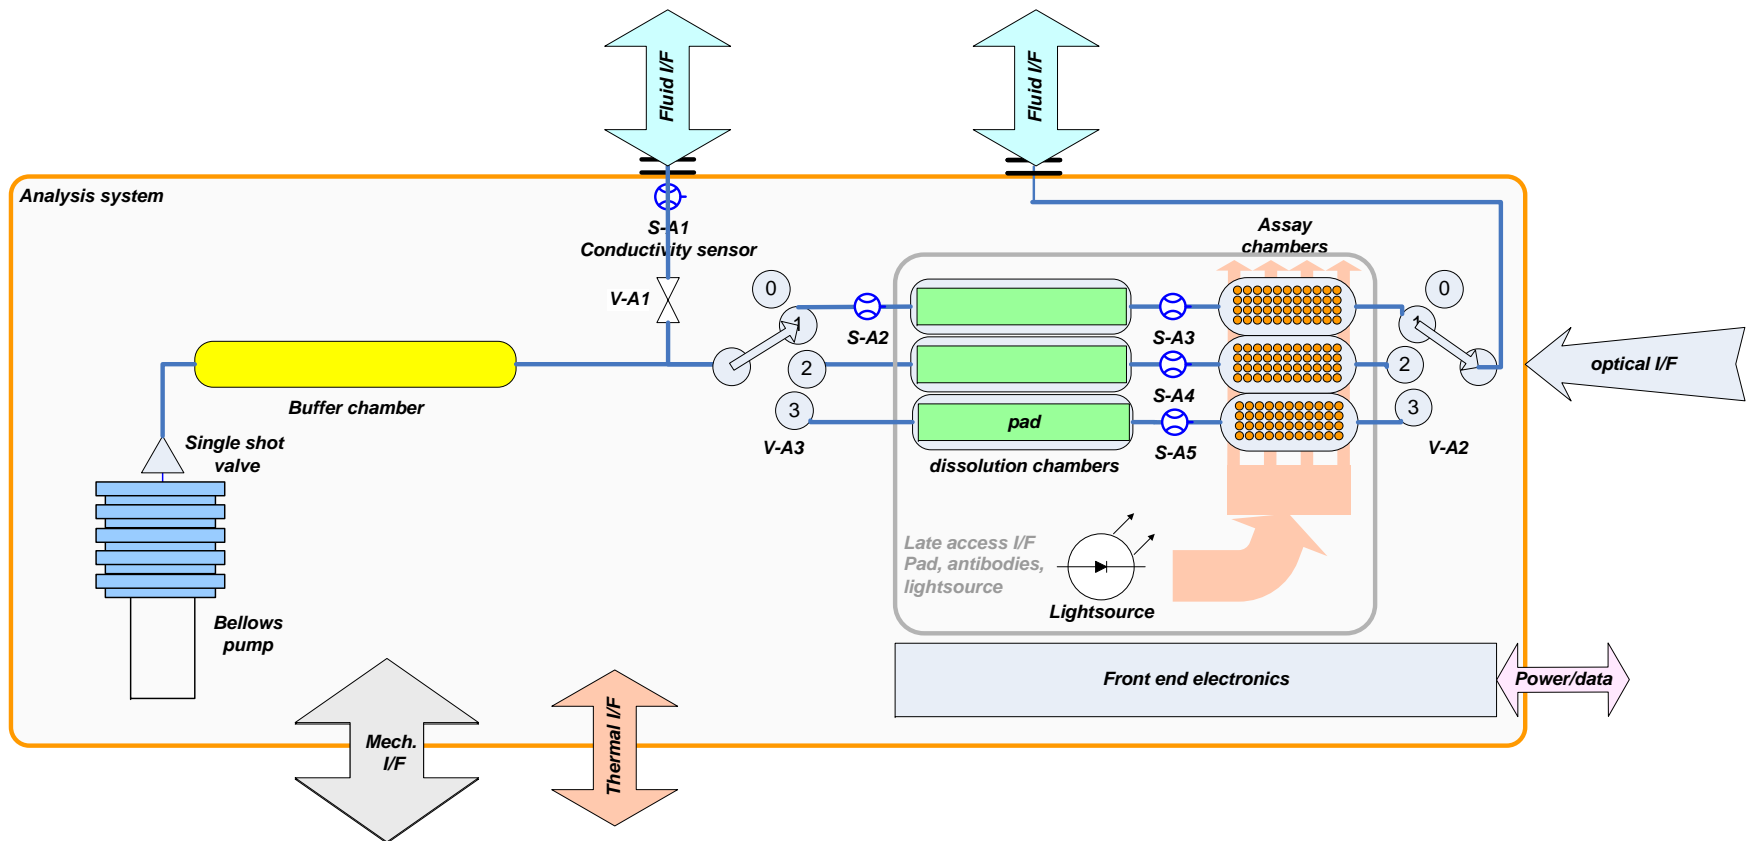 Fluid I/F
Fluid I/F
Analysis system
S-A1
Conductivity sensor
Assay
chambers
V-A1
0
1
2
3
V-A3
S-A2
S-A3
S-A4
S-A5
0
1
2
3
V-A2
optical I/F
Buffer chamber
Single shot
valve
pad
dissolution chambers
Late access I/F
Pad, antibodies,
lightsource
Lightsource
Bellows
pump
Front end electronics
Power/data
Mech.
I/F
Thermal I/F